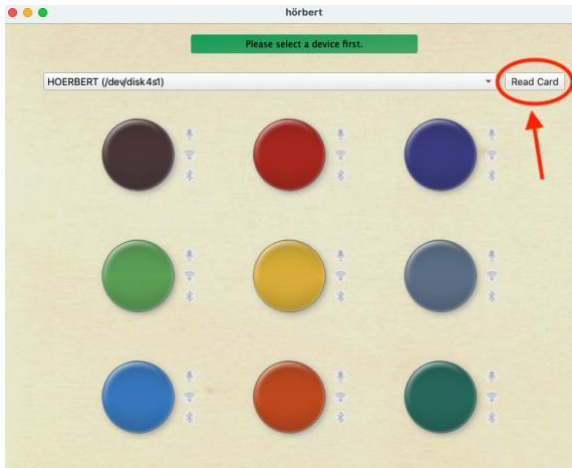 hörbert
Please select a device first.
HOERBERT (/dev/disk4s1)
Read Card